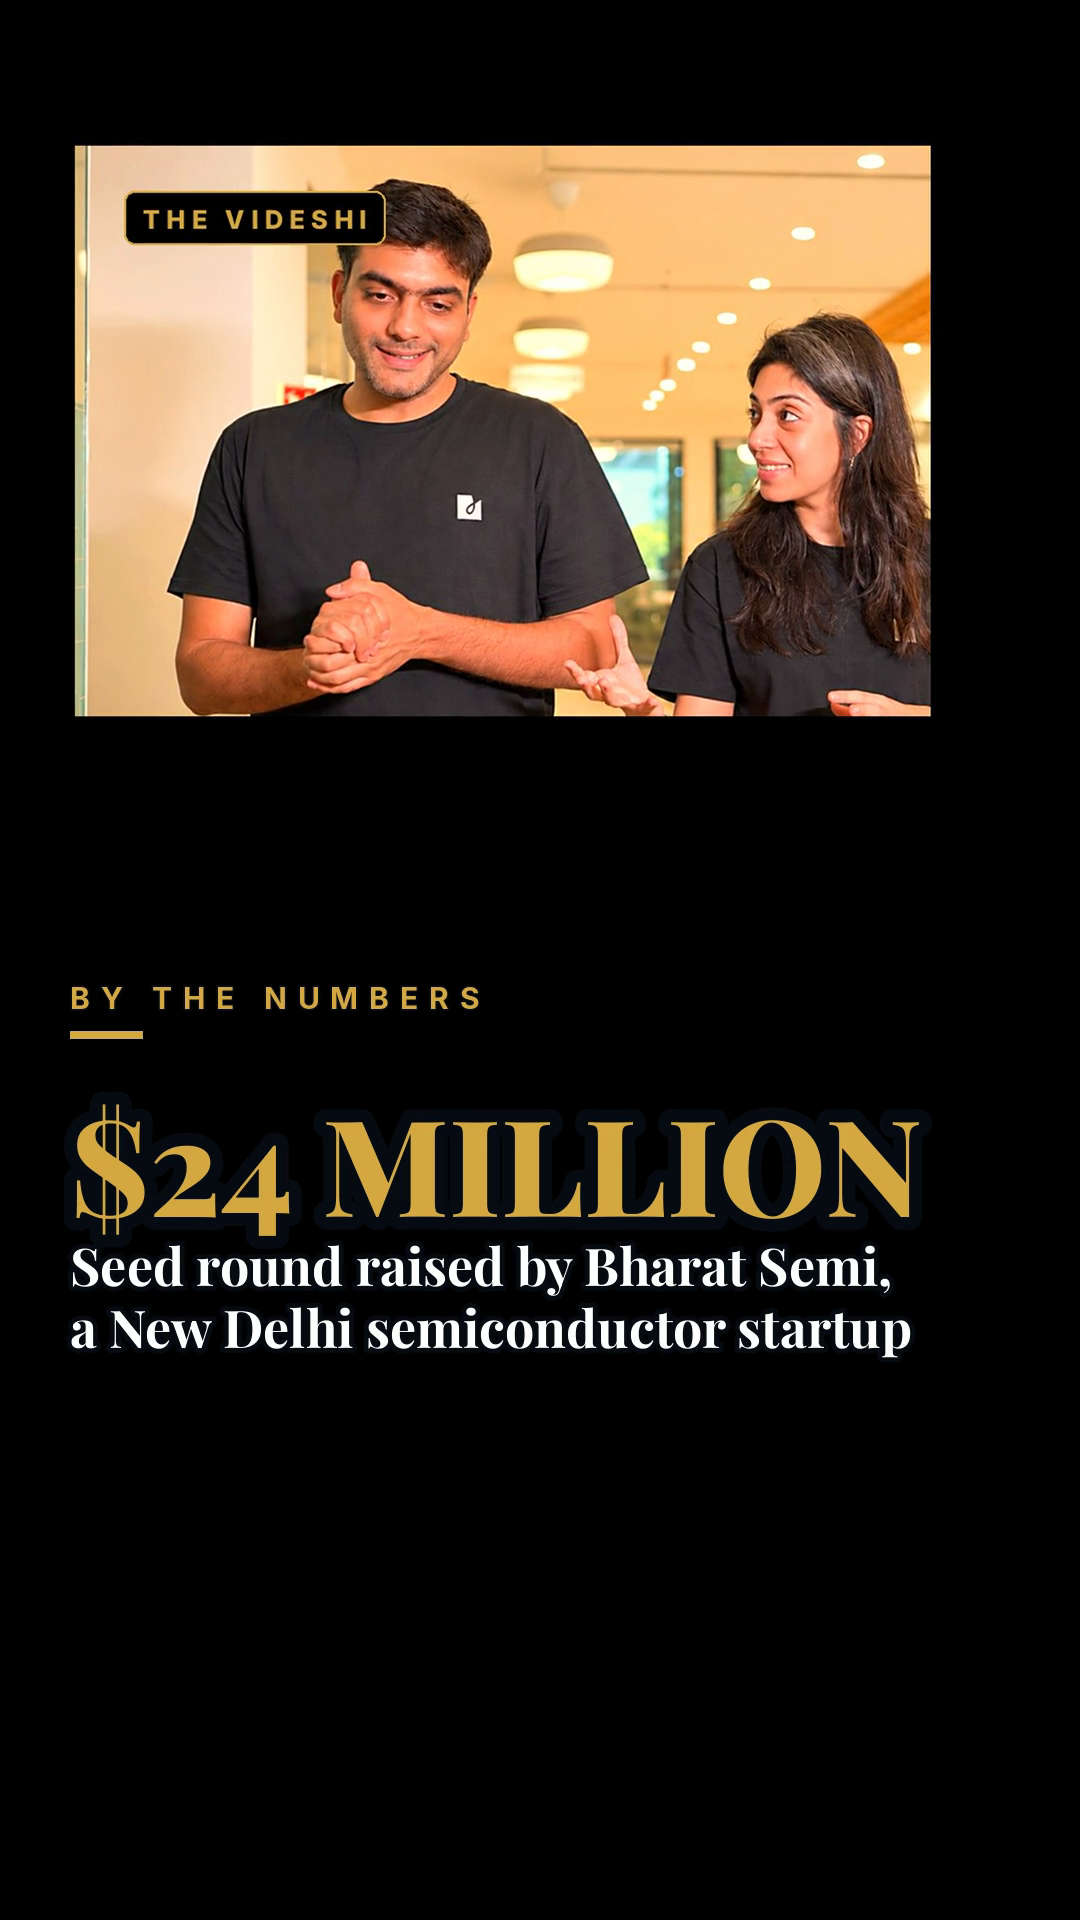 THE VIDESHI
BY THE NUMBERS
$24 MILLION
Seed round raised by Bharat Semi,
a New Delhi semiconductor startup